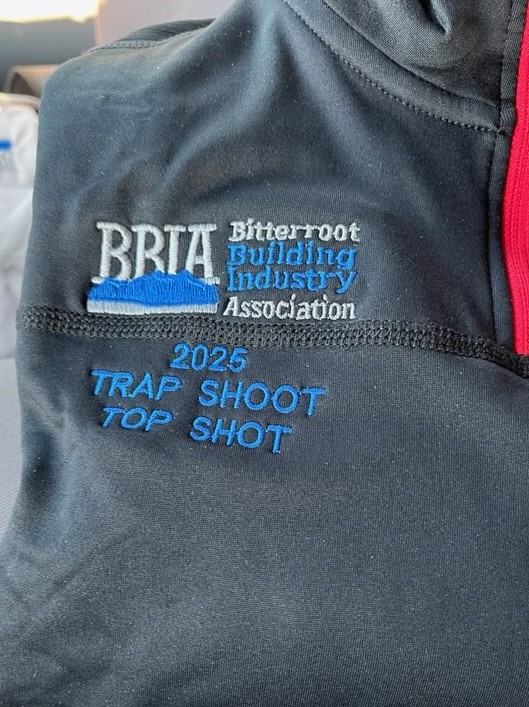 BBIA
Bitterroot
Building
Industry
Association
2025
TRAP SHOOT
TOP SHOT